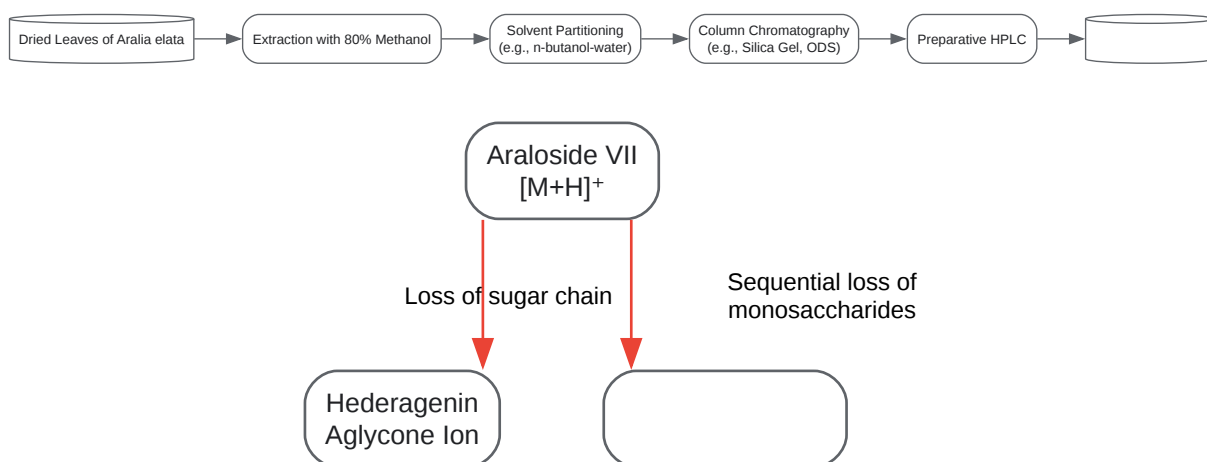 Dried Leaves of Aralia elata
Extraction with 80% Methanol
Solvent Partitioning
(e.g., n-butanol-water)
Column Chromatography
(e.g., Silica Gel, ODS)
Preparative HPLC
Araloside VII
[M+H]⁺
Loss of sugar chain
Sequential loss of
monosaccharides
Hederagenin
Aglycone Ion